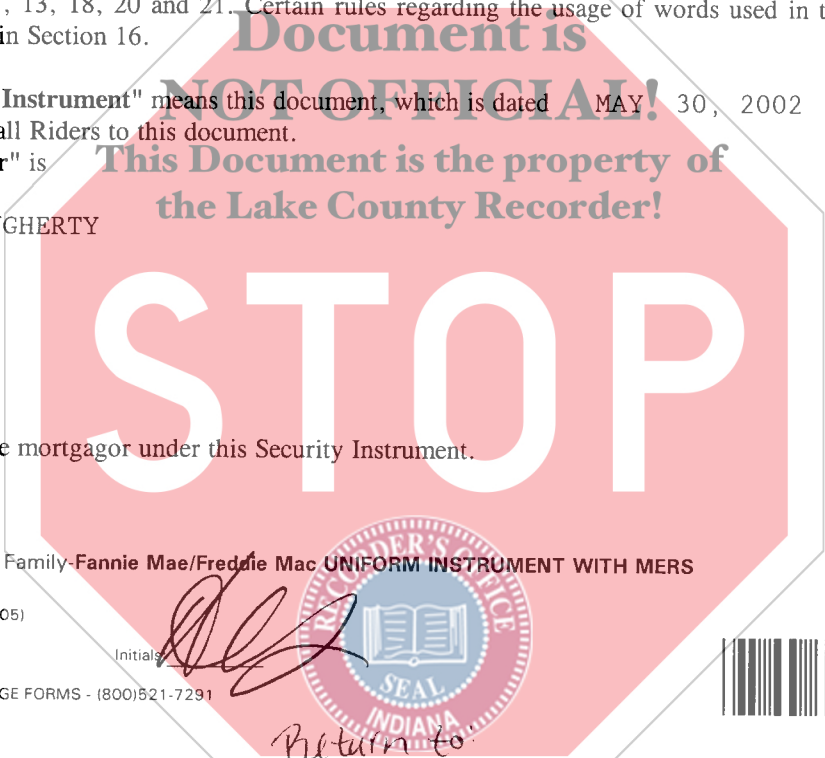 , 13, 18, 20 and 21. Certain rules regarding the usage of words used in t
in Section 16.
Document is
NOT OFFICIAL!
Instrument" means this document, which is dated MAY 30, 2002
all Riders to this document.
r" is
This Document is the property of
the Lake County Recorder!
GHERTY
STOP
e mortgagor under this Security Instrument.
Family-Fannie Mae/Freddie Mac UNIFORM INSTRUMENT WITH MERS
05)
Initials
GE FORMS - (800)521-7291
RECORDER'S OFFICE
SEAL
INDIANA
Return to